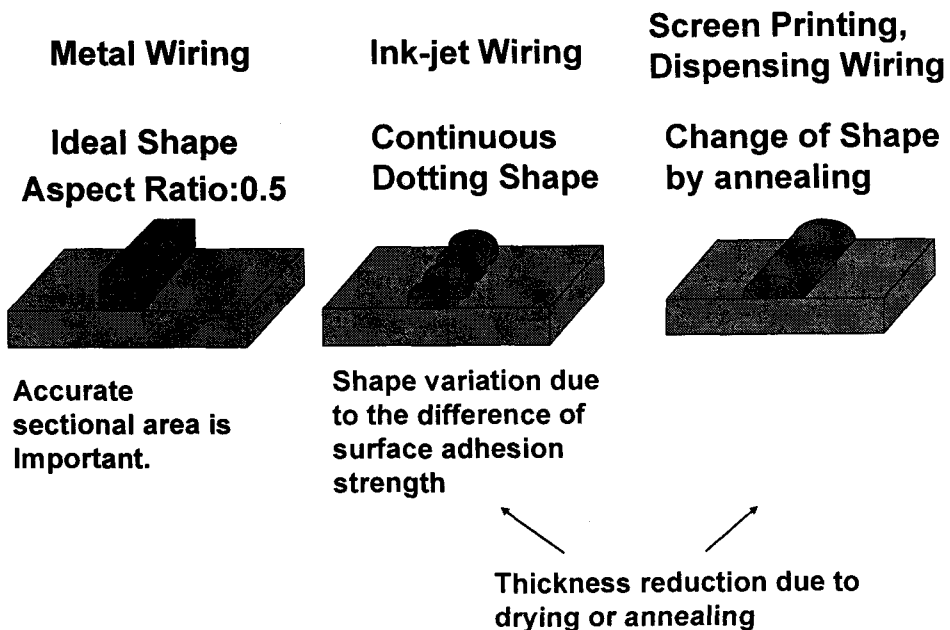 Metal Wiring
Ideal Shape
Aspect Ratio:0.5
Accurate
sectional area is
Important.
Ink-jet Wiring
Continuous
Dotting Shape
Shape variation due
to the difference of
surface adhesion
strength
Screen Printing,
Dispensing Wiring
Change of Shape
by annealing
Thickness reduction due to
drying or annealing